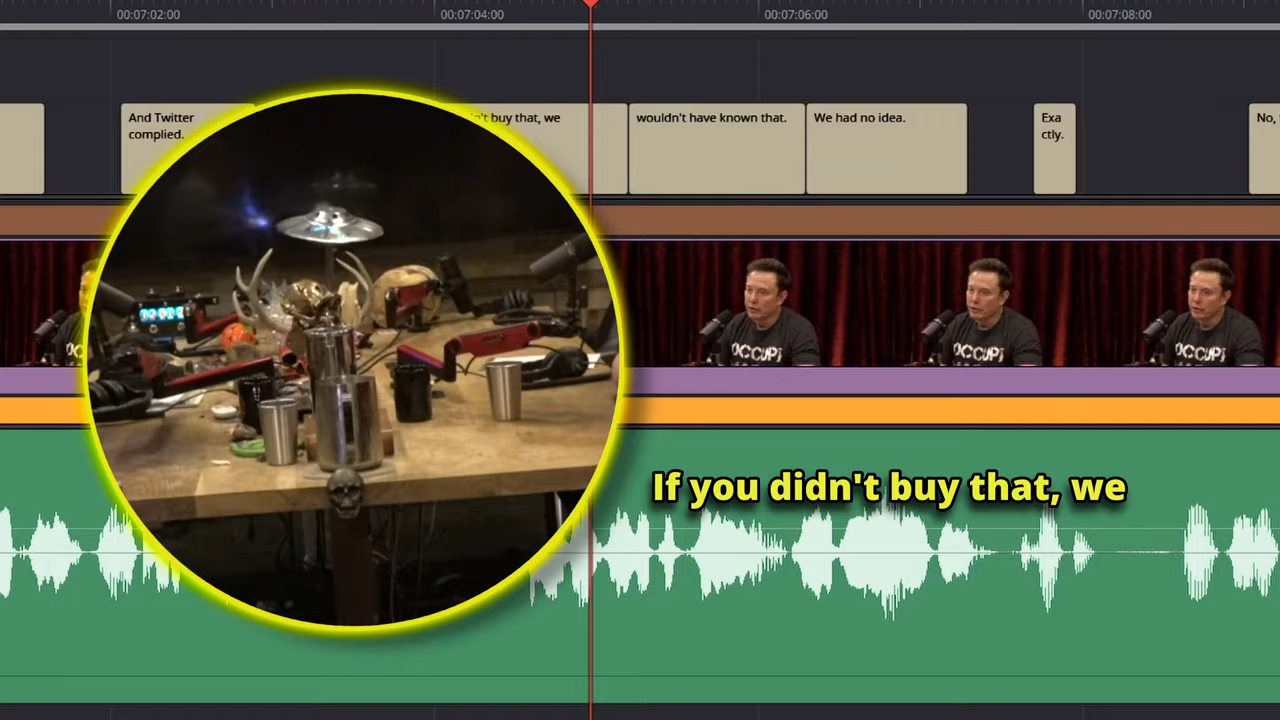 00:07:02:00
00:07:04:00
00:07:06:00
00:07:08:00
And Twitter
complied.
n't buy that, we
wouldn't have known that.
We had no idea.
Exa
ctly.
No,
OCCUPY
OCCUPY
OCCUPY
If you didn't buy that, we